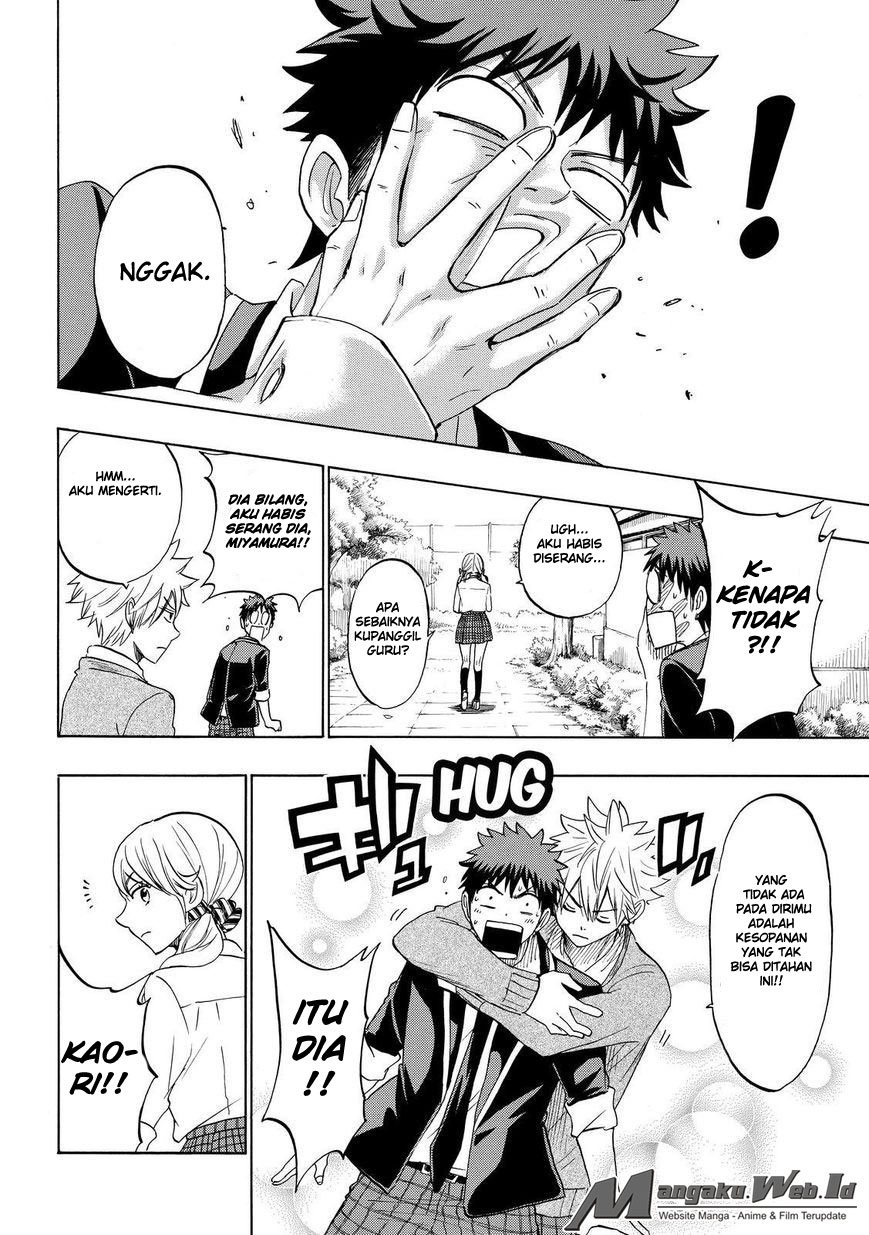 NGGAK.
!
K-
KENAPA
TIDAK
?!!
UGH...
AKU HABIS
DISERANG...
APA
SEBAIKNYA
KUPANGGIL
GURU?
DIA BILANG,
AKU HABIS
SERANG DIA,
MIYAMURA!!
HMM...
AKU MENGERTI.
YANG
TIDAK ADA
PADA DIRIMU
ADALAH
KESOPANAN
YANG TAK
BISA DITAHAN
INI!!
HUG
ギュ
ITU
DIA
!!
KAO-
RI!!
Mangaku.Web.Id
Website Manga - Anime & Film Terupdate